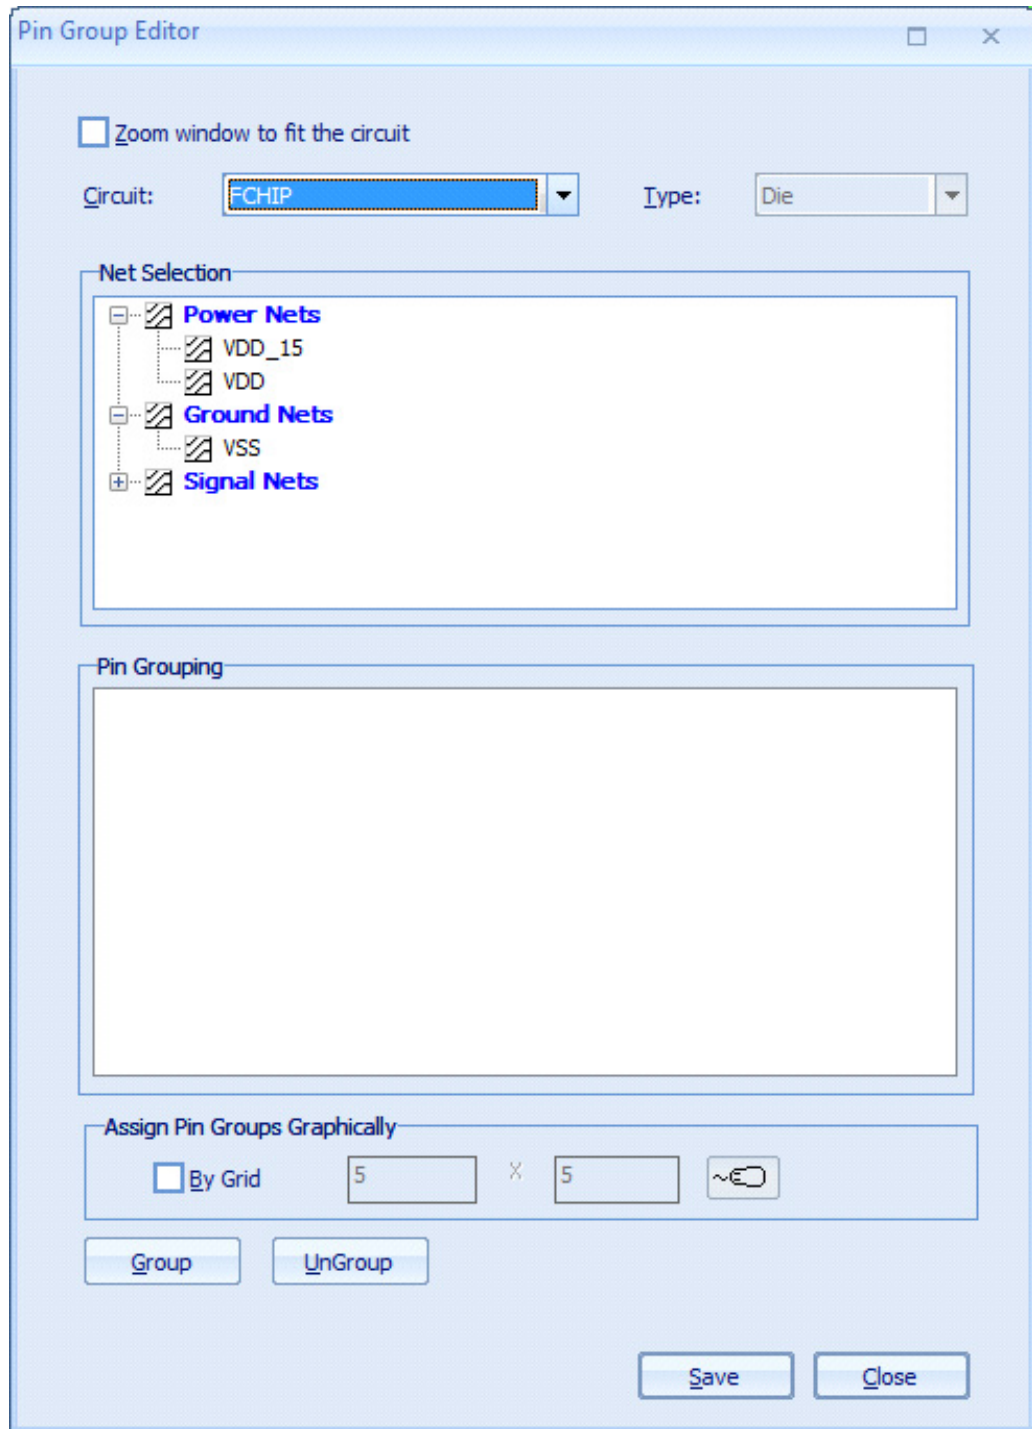 Pin Group Editor
Zoom window to fit the circuit
Circuit: FCHIP Type: Die
Net Selection
Power Nets
VDD_15
VDD
Ground Nets
VSS
Signal Nets
Pin Grouping
Assign Pin Groups Graphically
By Grid 5 X 5
Group UnGroup
Save Close